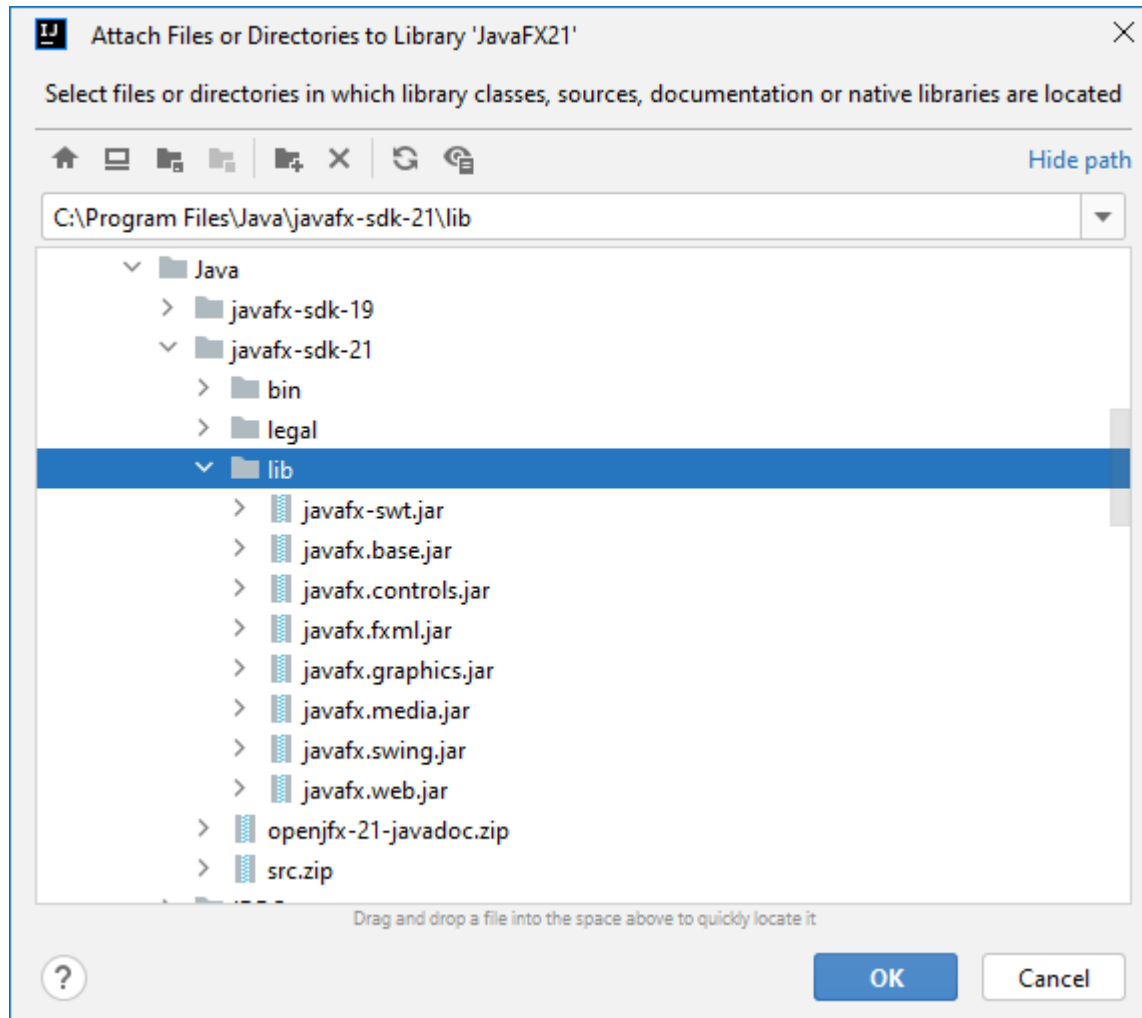 Attach Files or Directories to Library 'JavaFX21'
Select files or directories in which library classes, sources, documentation or native libraries are located
Hide path
C:\Program Files\Java\javafx-sdk-21\lib
Java
javafx-sdk-19
javafx-sdk-21
bin
legal
lib
javafx-swt.jar
javafx.base.jar
javafx.controls.jar
javafx.fxml.jar
javafx.graphics.jar
javafx.media.jar
javafx.swing.jar
javafx.web.jar
openjfx-21-javadoc.zip
src.zip
Drag and drop a file into the space above to quickly locate it
?
OK Cancel